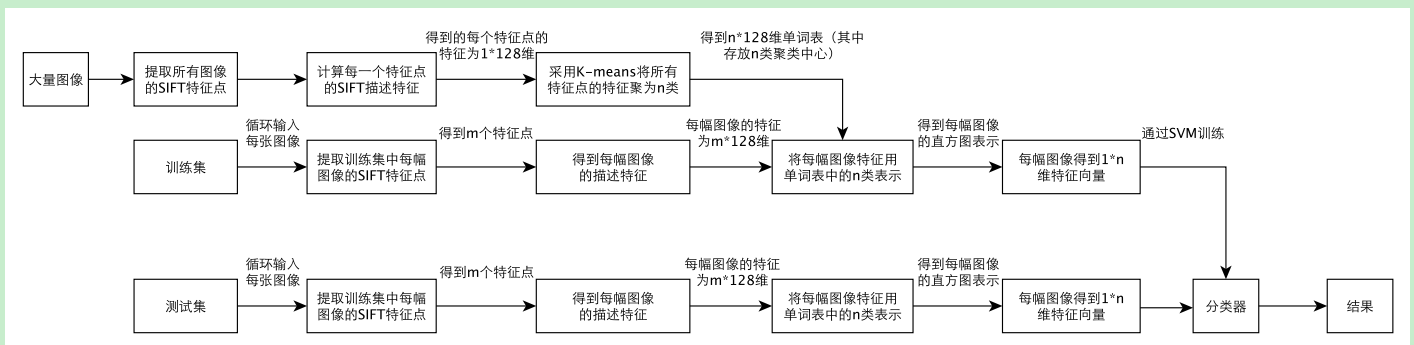 得到的每个特征点的
特征为1*128维
得到n*128维单词表（其中
存放n类聚类中心）
大量图像
提取所有图像
的SIFT特征点
计算每一个特征点
的SIFT描述特征
采用K-means将所有
特征点的特征聚为n类
循环输入
每张图像
得到m个特征点
每幅图像的特征
为m*128维
得到每幅图像
的直方图表示
通过SVM训练
训练集
提取训练集中每幅
图像的SIFT特征点
得到每幅图像
的描述特征
将每幅图像特征用
单词表中的n类表示
每幅图像得到1*n
维特征向量
循环输入
每张图像
得到m个特征点
每幅图像的特征
为m*128维
得到每幅图像
的直方图表示
测试集
提取训练集中每幅
图像的SIFT特征点
得到每幅图像
的描述特征
将每幅图像特征用
单词表中的n类表示
每幅图像得到1*n
维特征向量
分类器
结果